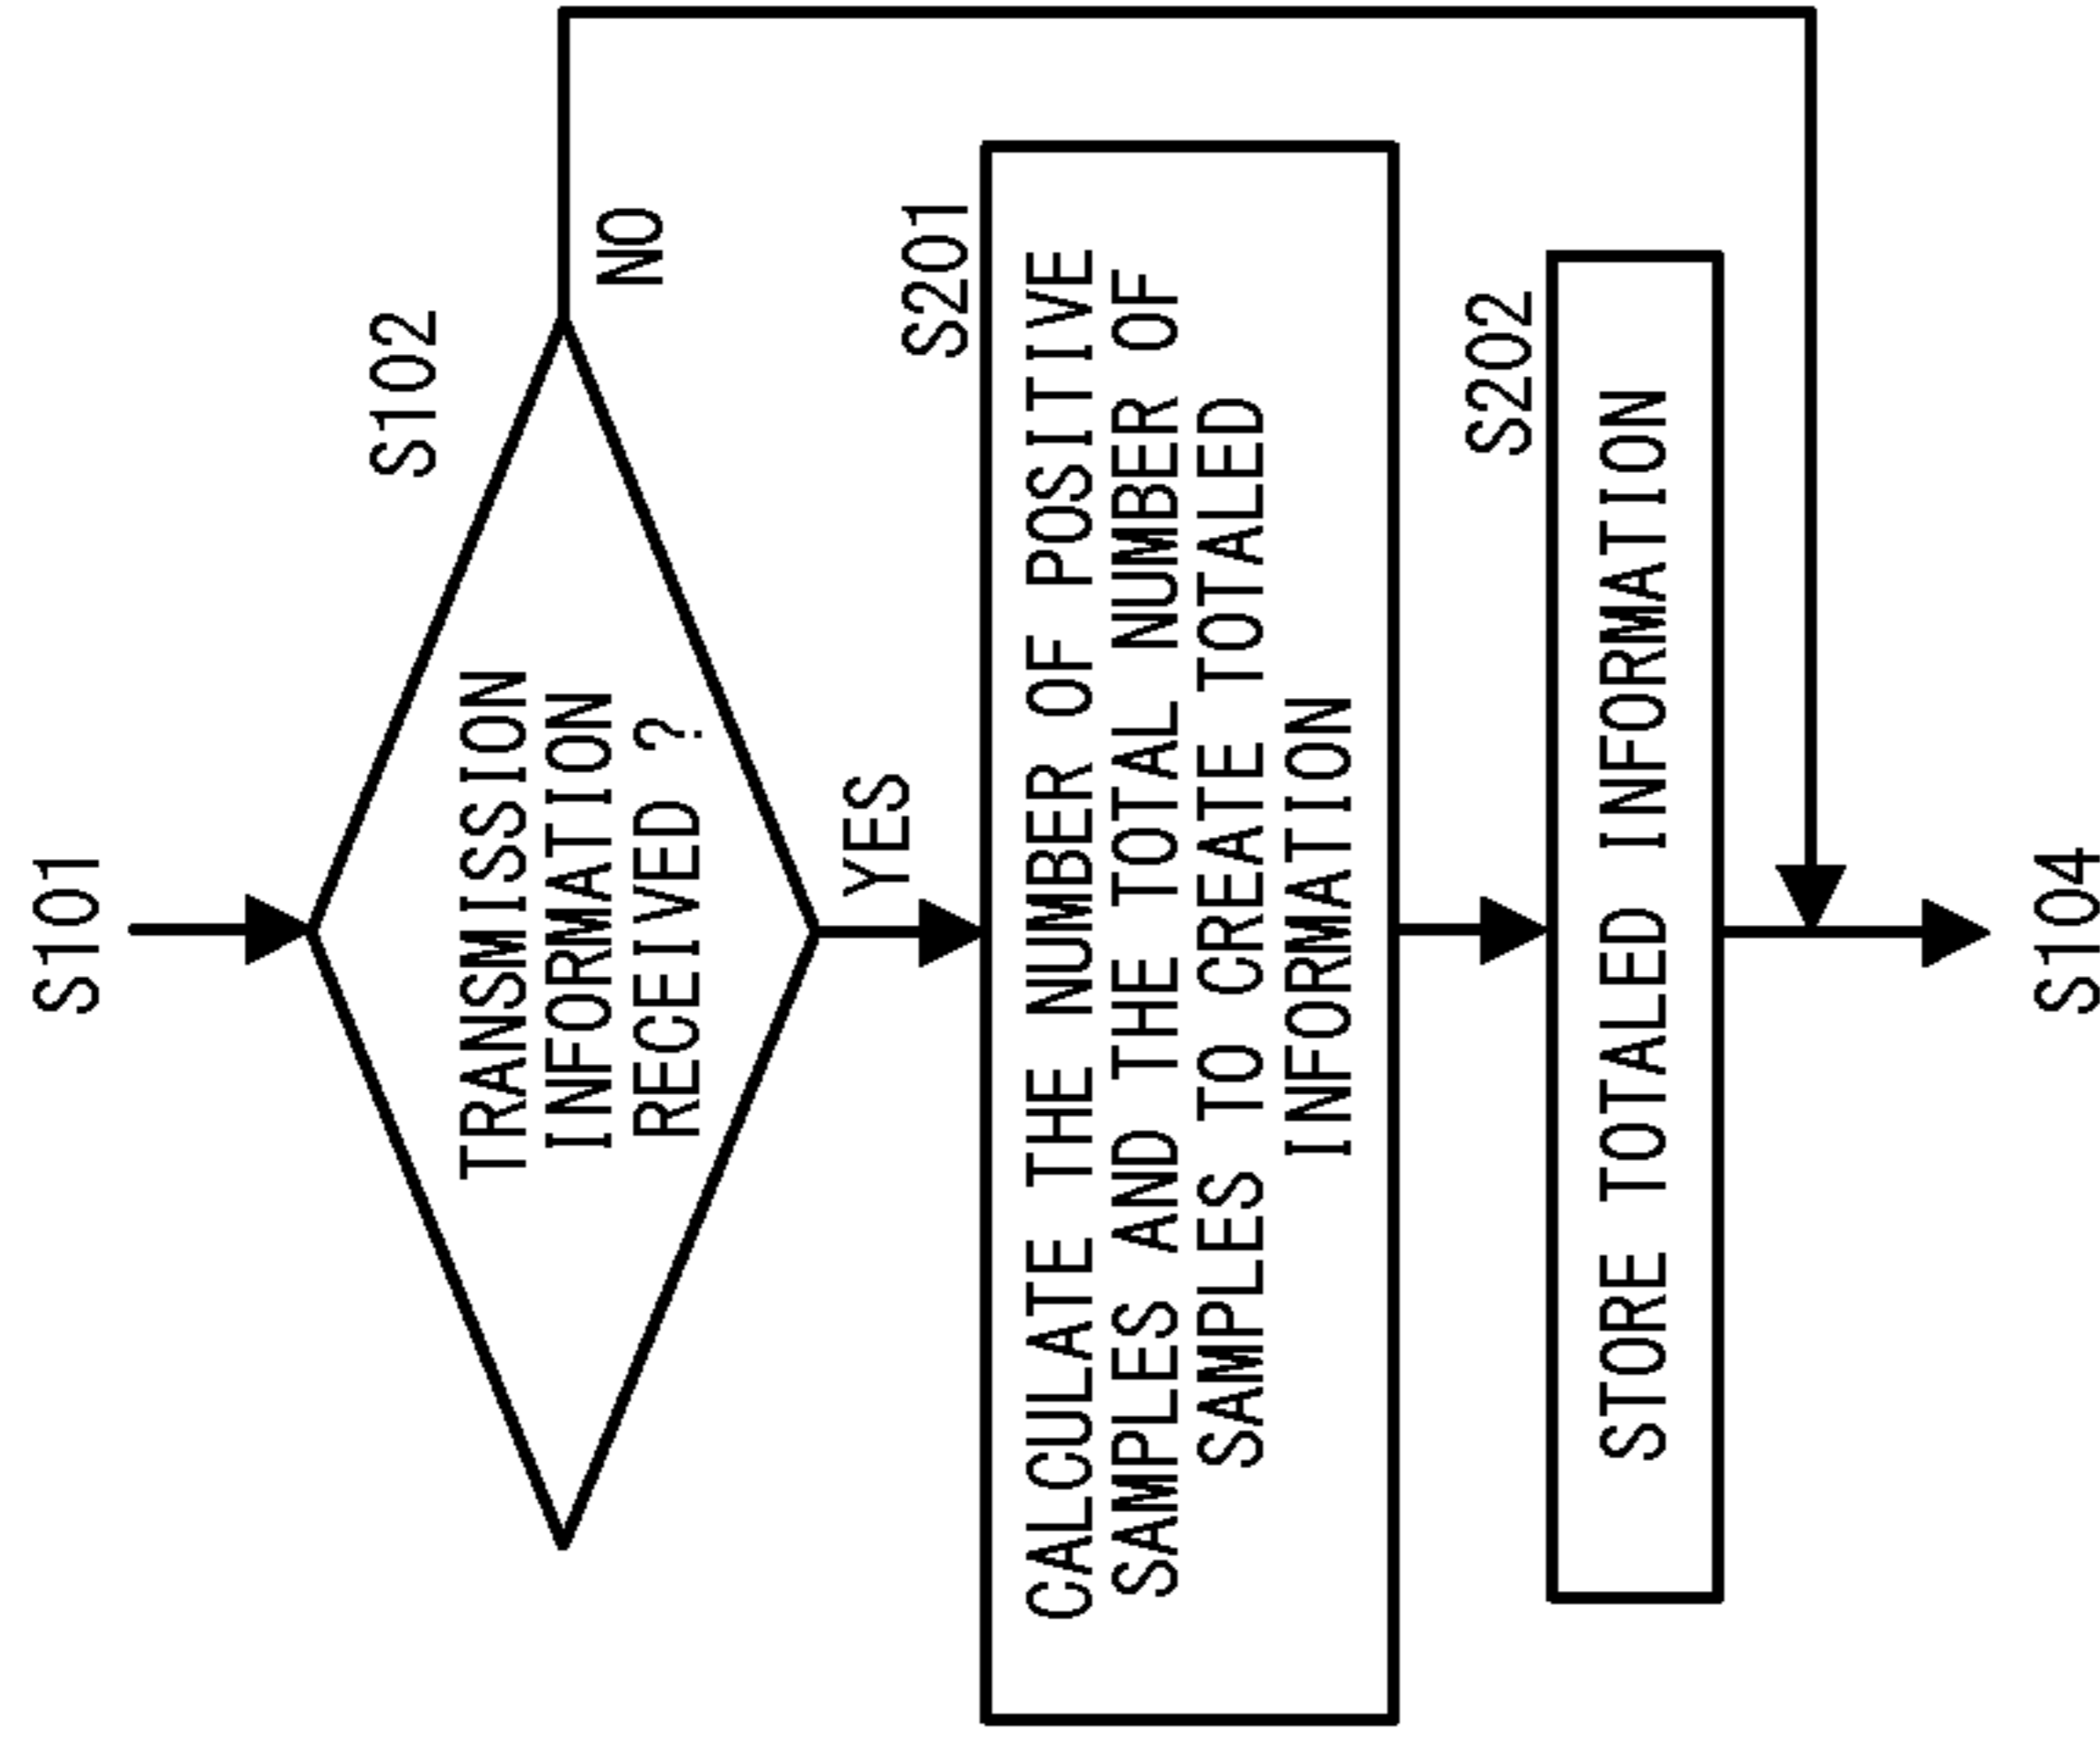 S101
S102
TRANSMISSION
INFORMATION
RECEIVED ?
NO
YES
S201
CALCULATE THE NUMBER OF POSITIVE
SAMPLES AND THE TOTAL NUMBER OF
SAMPLES TO CREATE TOTALED
INFORMATION
S202
STORE TOTALED INFORMATION
S104